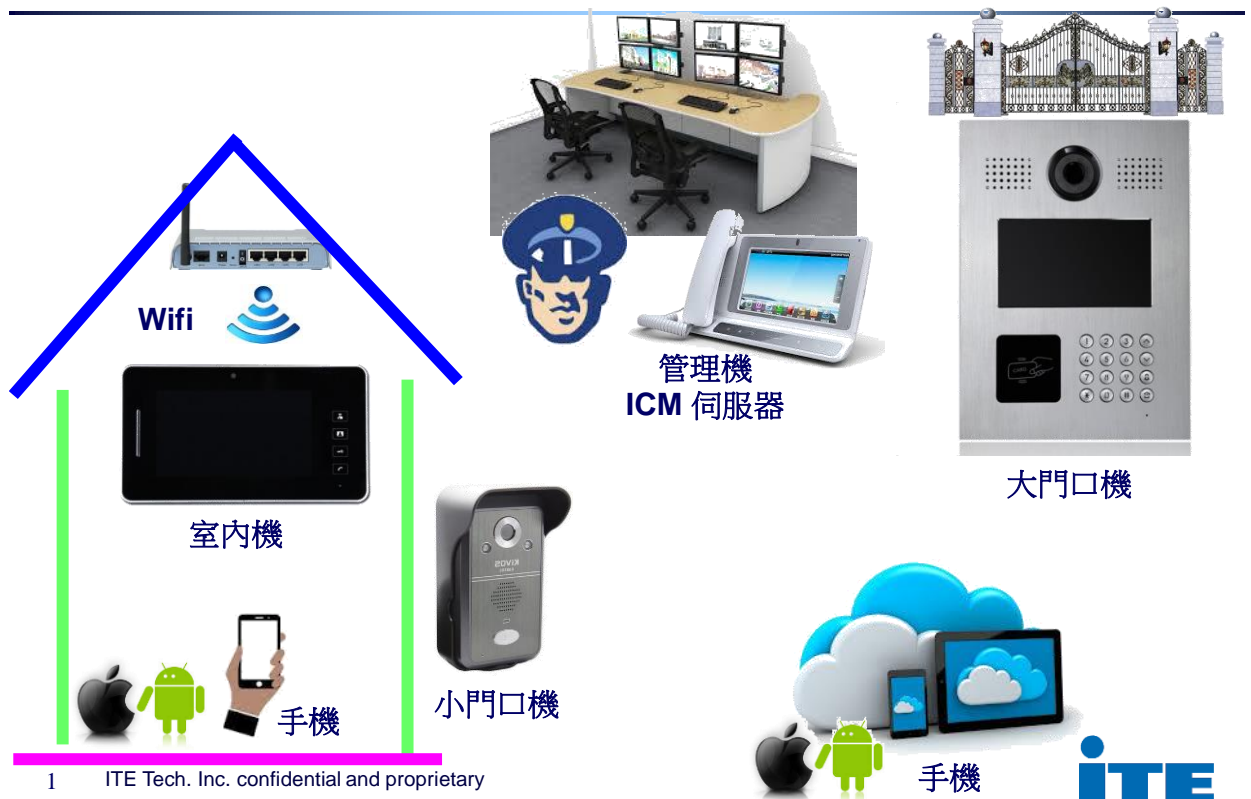 Wifi
管理機
ICM 伺服器
大門口機
室內機
小門口機
手機
手機
1 ITE Tech. Inc. confidential and proprietary
iTE